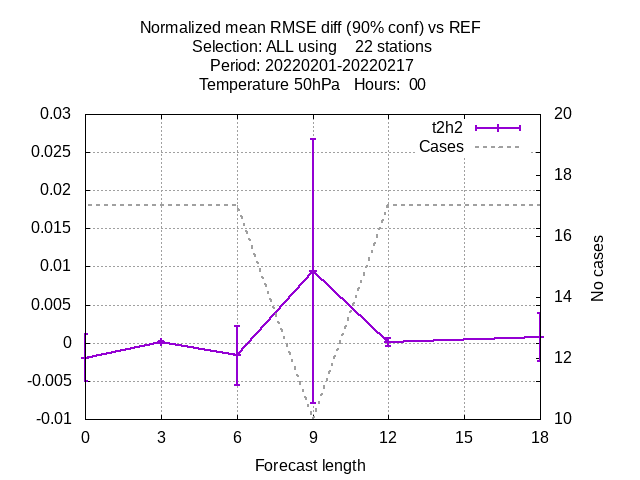 Normalized mean RMSE diff (90% conf) vs REF
Selection: ALL using    22 stations
Period: 20220201-20220217
Temperature 50hPa   Hours:  00
0.03
0.025
0.02
0.015
0.01
0.005
0
-0.005
-0.01
t2h2
Cases
20
18
16
14
12
10
No cases
0 3 6 9 12 15 18
Forecast length